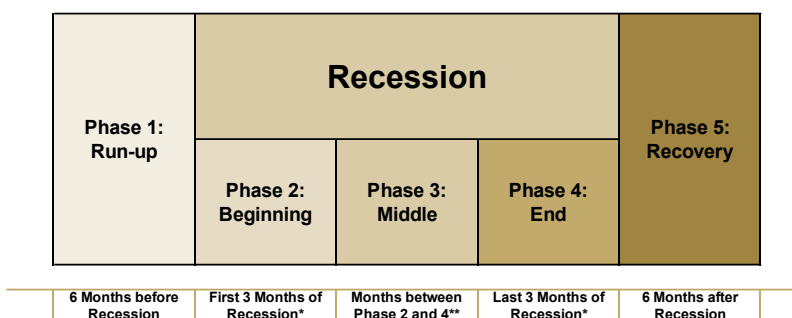 Recession
Phase 1:
Run-up
Phase 2:
Beginning
Phase 3:
Middle
Phase 4:
End
Phase 5:
Recovery
6 Months before
Recession
First 3 Months of
Recession*
Months between
Phase 2 and 4**
Last 3 Months of
Recession*
6 Months after
Recession